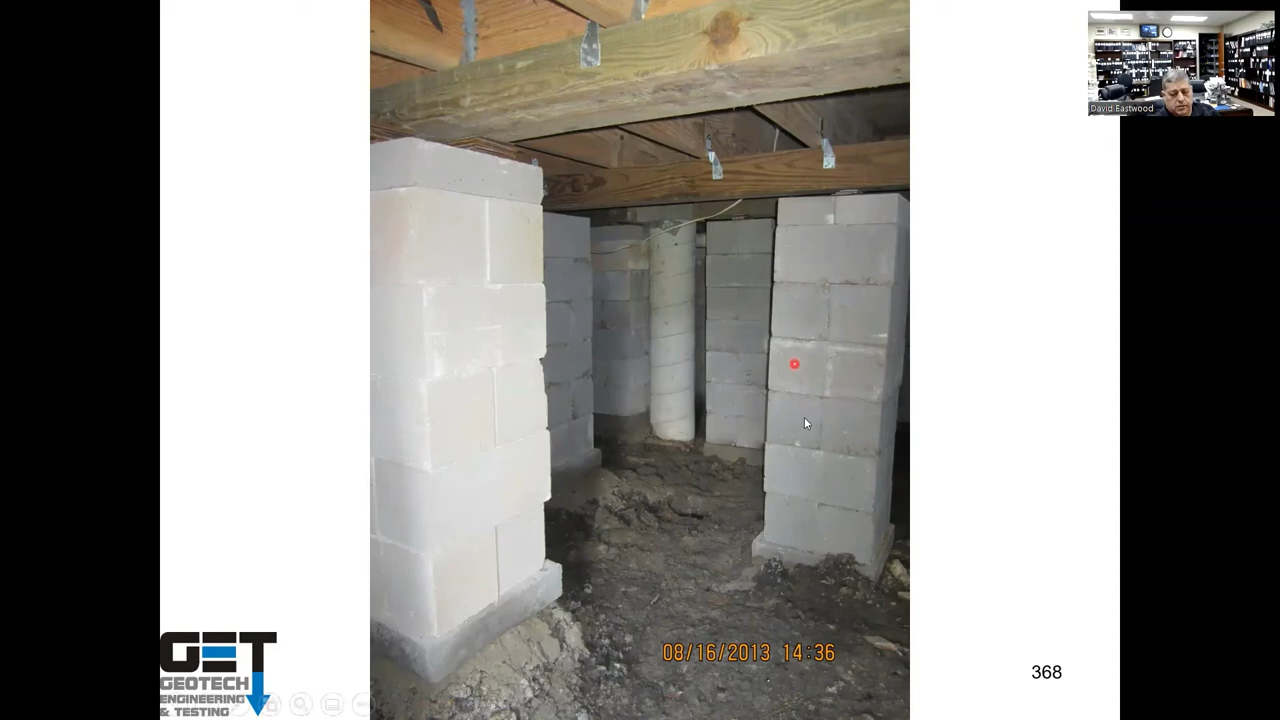 David Eastwood
08/16/2013 14:36
368
GET
GEOTECH
ENGINEERING
& TESTING